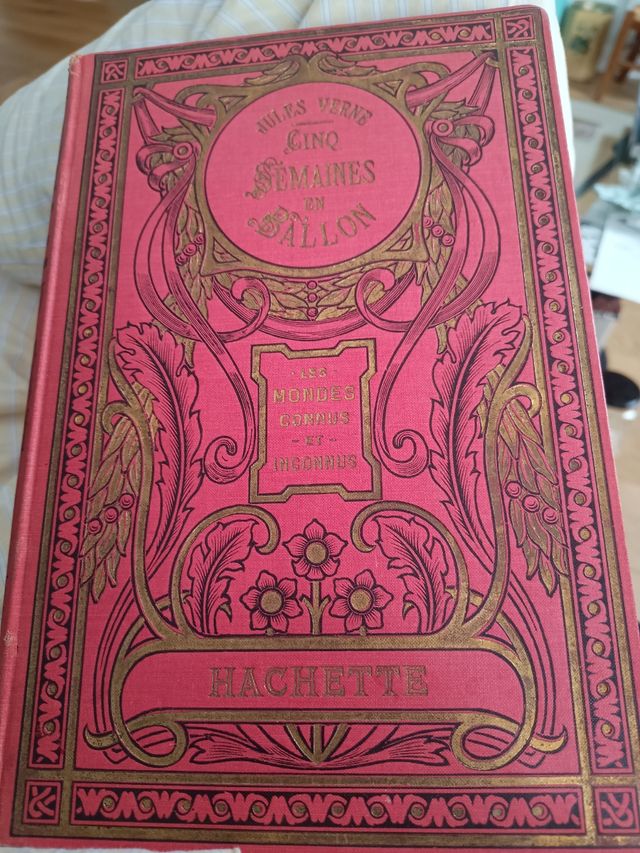 JULES VERNE
CINQ
SEMAINES
EN
BALLON
· LES ·
MONDES
CONNUS
- ET -
INCONNUS
HACHETTE